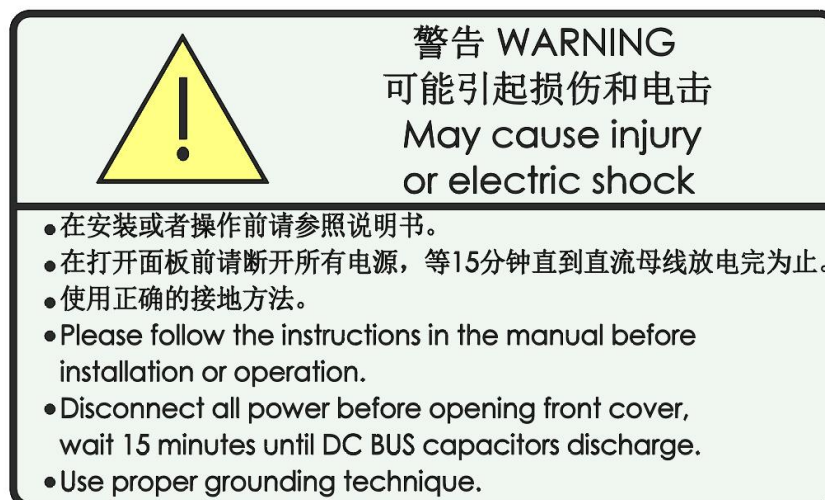 警告 WARNING
可能引起损伤和电击
May cause injury
or electric shock
●在安装或者操作前请参照说明书。
●在打开面板前请断开所有电源，等15分钟直到直流母线放电完为止。
●使用正确的接地方法。
●Please follow the instructions in the manual before
installation or operation.
●Disconnect all power before opening front cover,
wait 15 minutes until DC BUS capacitors discharge.
●Use proper grounding technique.